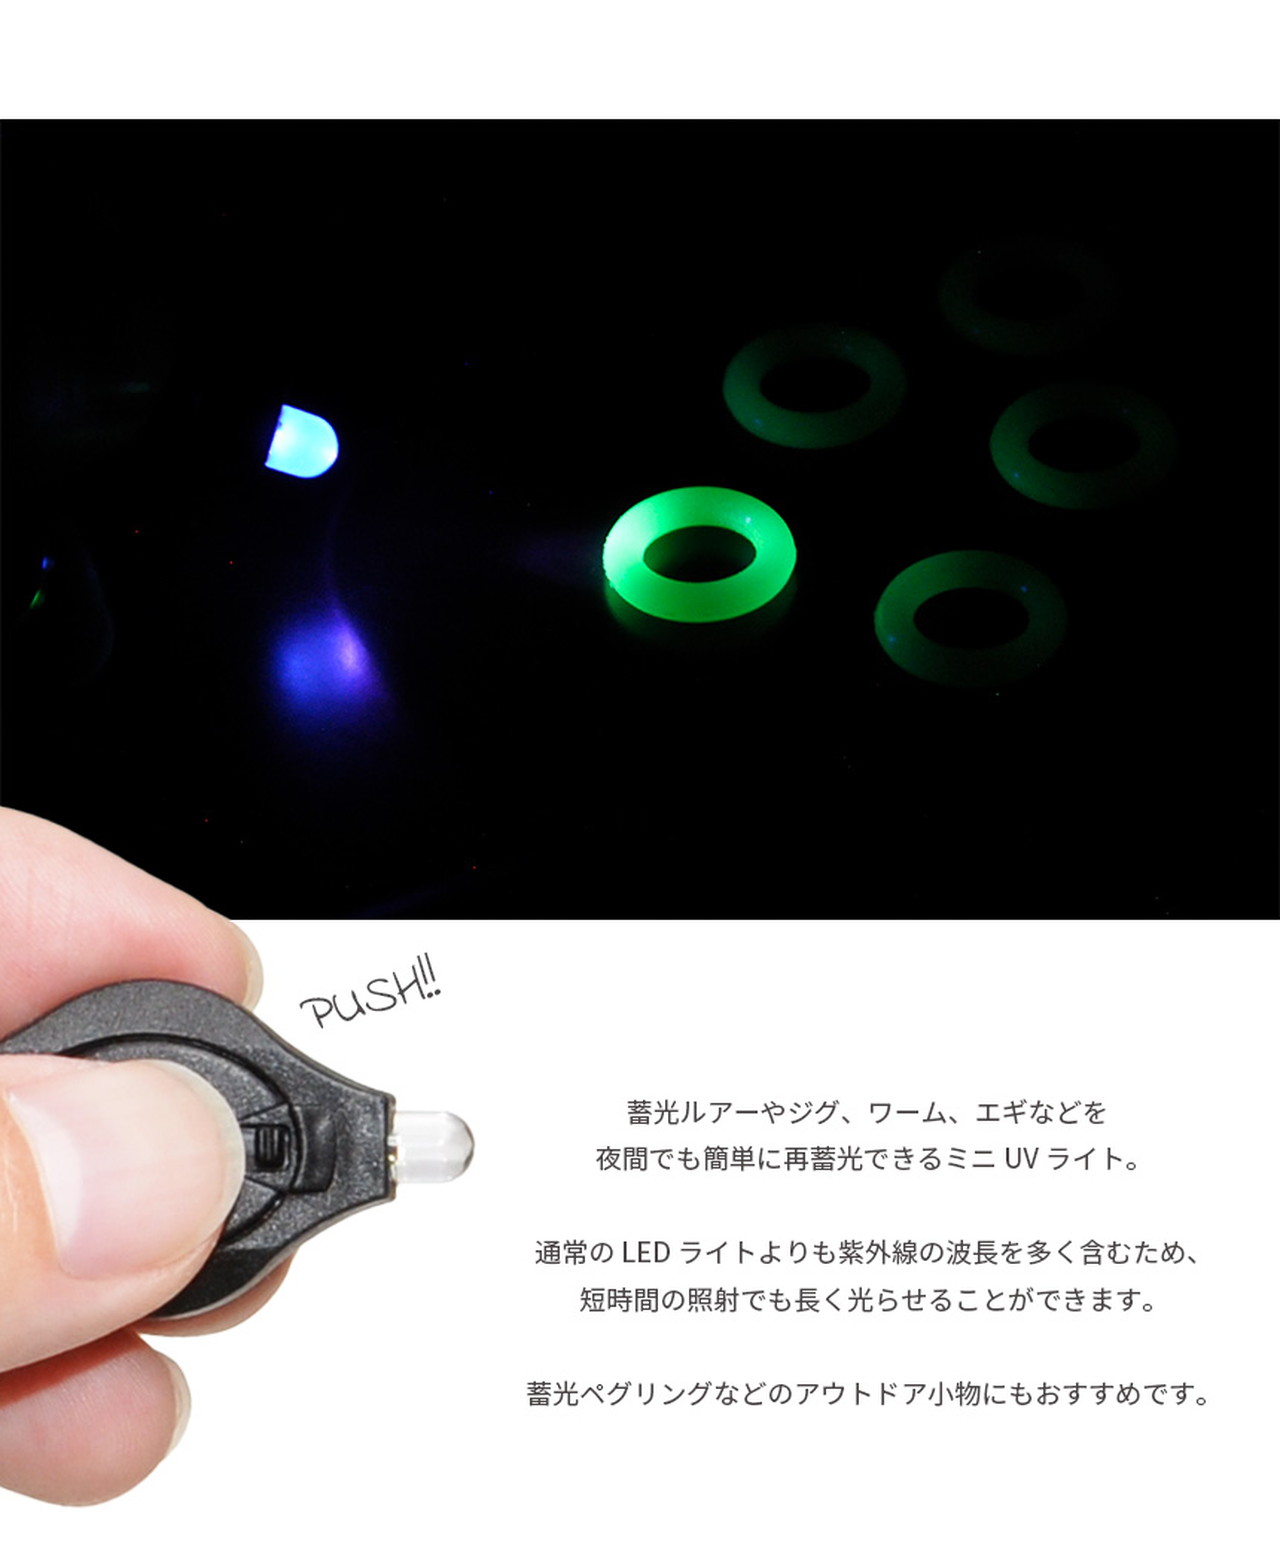 PUSH!!
蓄光ルアーやジグ、ワーム、エギなどを
夜間でも簡単に再蓄光できるミニ UV ライト。
通常の LED ライトよりも紫外線の波長を多く含むため、
短時間の照射でも長く光らせることができます。
蓄光ペグリングなどのアウトドア小物にもおすすめです。